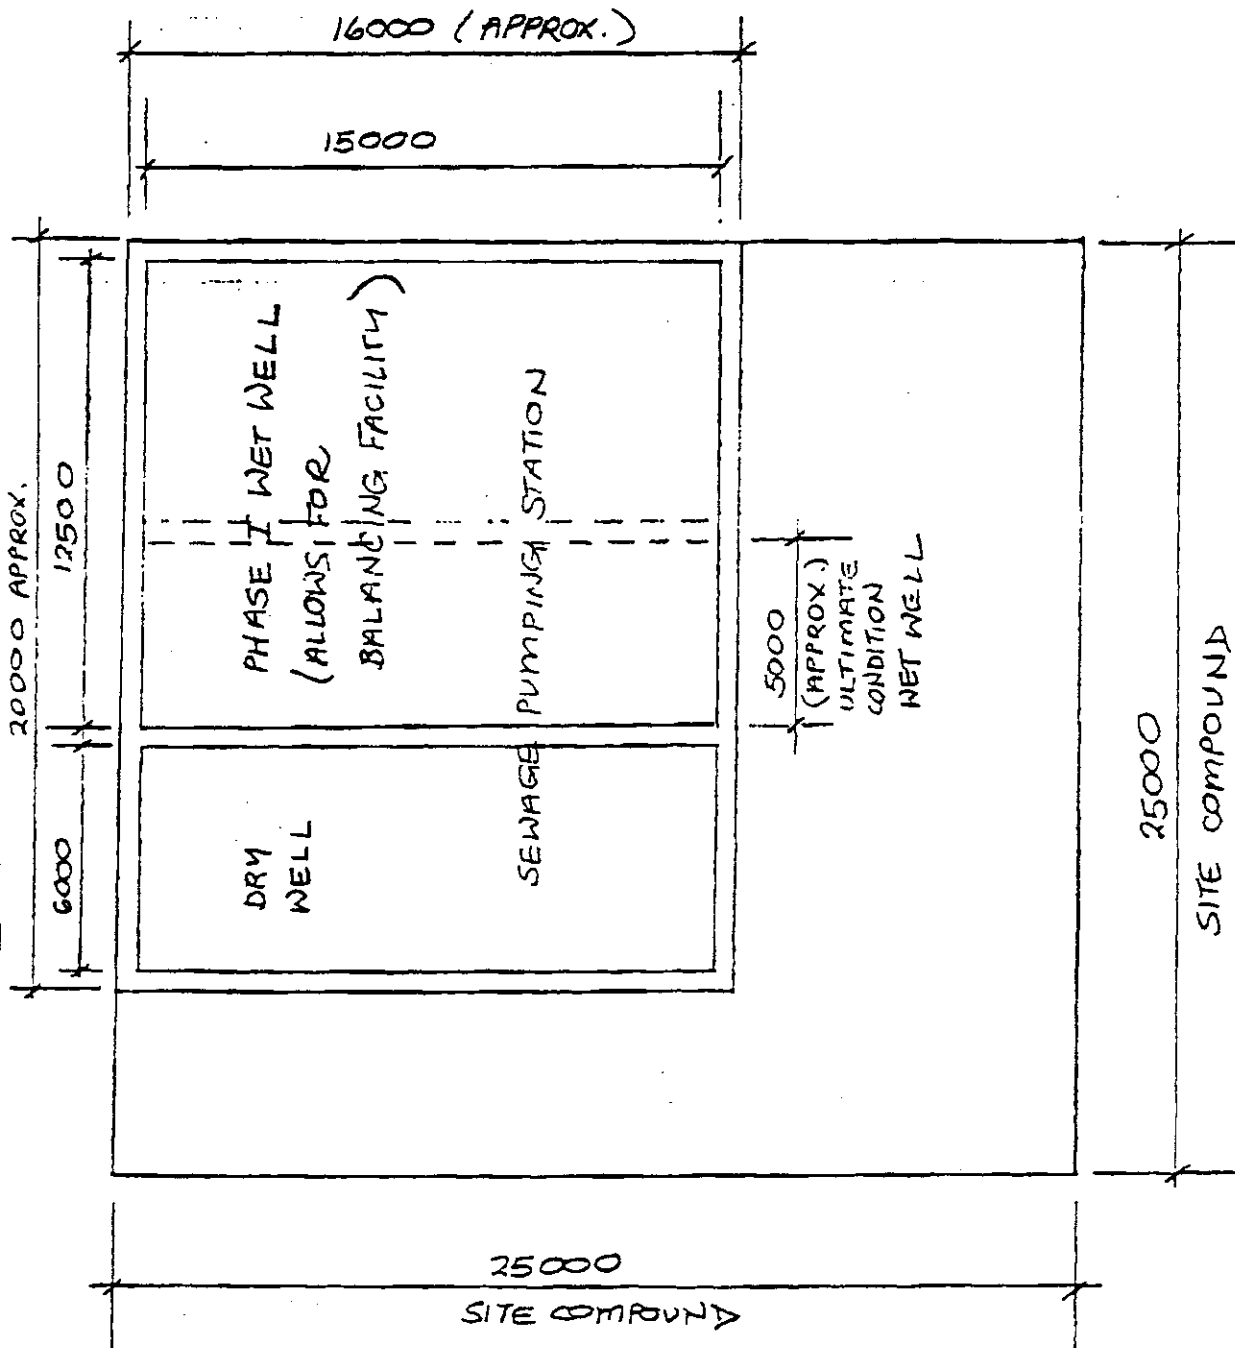 16000 (APPROX.)
15000
20000 APPROX.
12500
6000
PHASE I WET WELL
(ALLOWS FOR
BALANCING FACILITY)
SEWAGE PUMPING STATION
DRY
WELL
5000
(APPROX.)
ULTIMATE
CONDITION
WET WELL
25000
SITE COMPOUND
25000
SITE COMPOUND